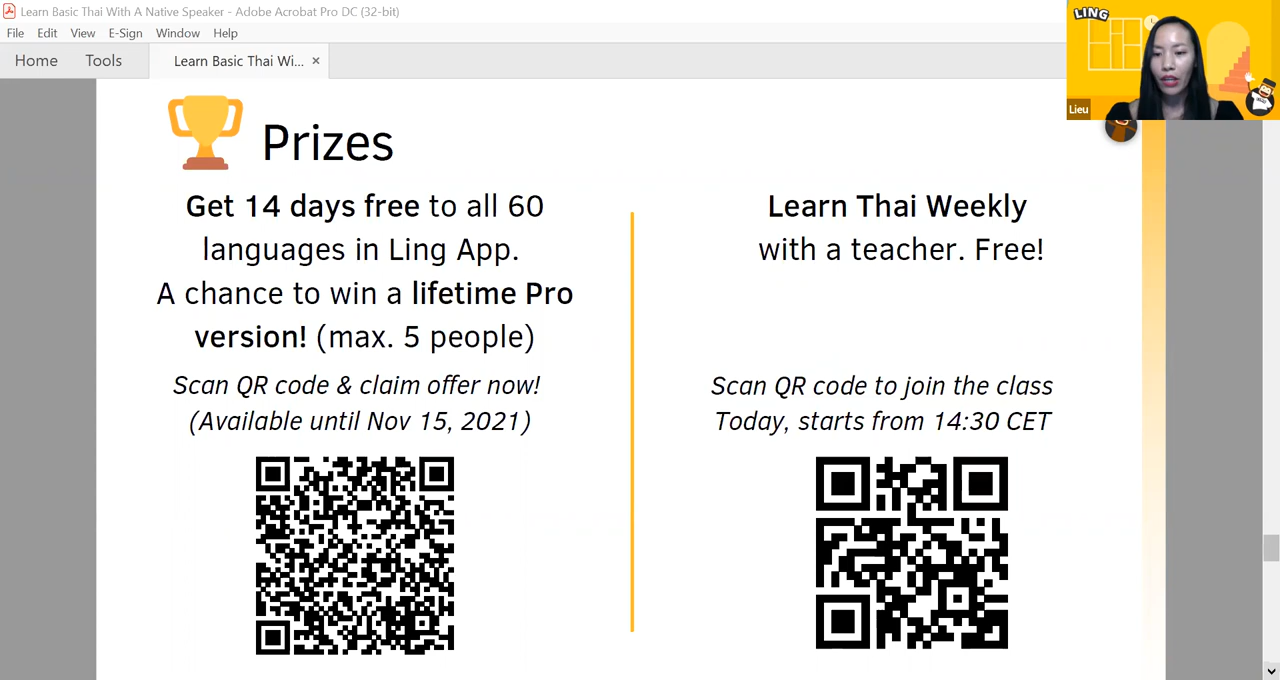 Learn Basic Thai With A Native Speaker - Adobe Acrobat Pro DC (32-bit)
File Edit View E-Sign Window Help
Home Tools Learn Basic Thai Wi... ×
LING
Lieu
Prizes
Get 14 days free to all 60
languages in Ling App.
A chance to win a lifetime Pro
version! (max. 5 people)
Scan QR code & claim offer now!
(Available until Nov 15, 2021)
Learn Thai Weekly
with a teacher. Free!
Scan QR code to join the class
Today, starts from 14:30 CET